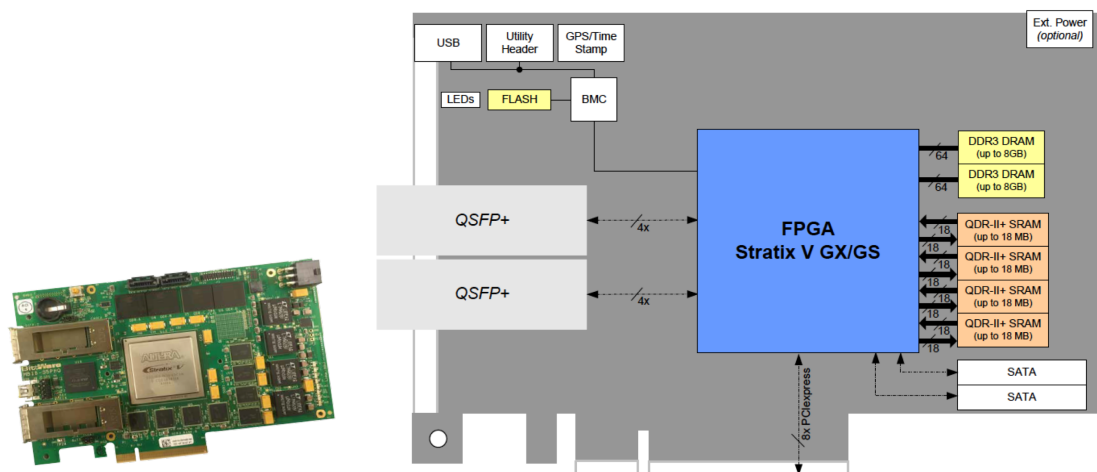 USB
Utility
Header
GPS/Time
Stamp
Ext. Power
(optional)
LEDs
FLASH
BMC
DDR3 DRAM
(up to 8GB)
64
DDR3 DRAM
(up to 8GB)
64
QSFP+
4x
FPGA
Stratix V GX/GS
QSFP+
4x
QDR-II+ SRAM
(up to 18 MB)
18
18
QDR-II+ SRAM
(up to 18 MB)
18
18
QDR-II+ SRAM
(up to 18 MB)
18
18
QDR-II+ SRAM
(up to 18 MB)
18
18
SATA
SATA
8x PCIexpress
ALTERA
Stratix V